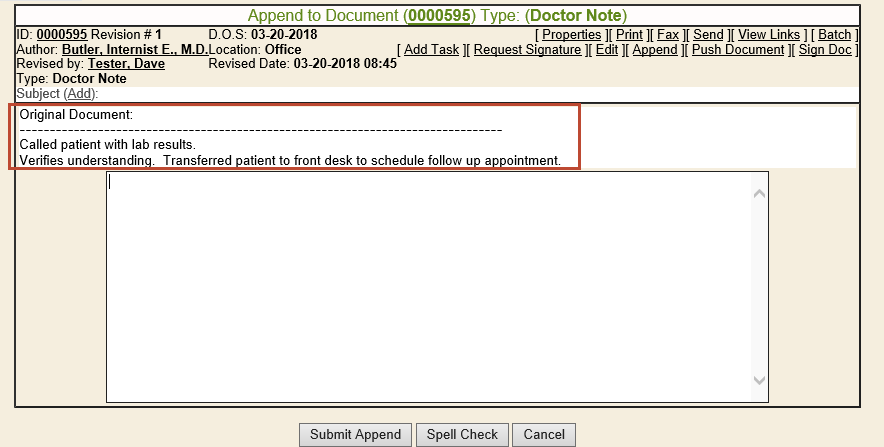 Append to Document (0000595) Type: (Doctor Note)
ID: 0000595 Revision # 1 D.O.S: 03-20-2018 [ Properties ][ Print ][ Fax ][ Send ][ View Links ] [ Batch ]
Author: Butler, Internist E., M.D. Location: Office [ Add Task ][ Request Signature ][ Edit ][ Append ][ Push Document ][ Sign Doc ]
Revised by: Tester, Dave Revised Date: 03-20-2018 08:45
Type: Doctor Note
Subject (Add):
Original Document:
--------------------------------------------------------------------------------
Called patient with lab results.
Verifies understanding. Transferred patient to front desk to schedule follow up appointment.
Submit Append Spell Check Cancel